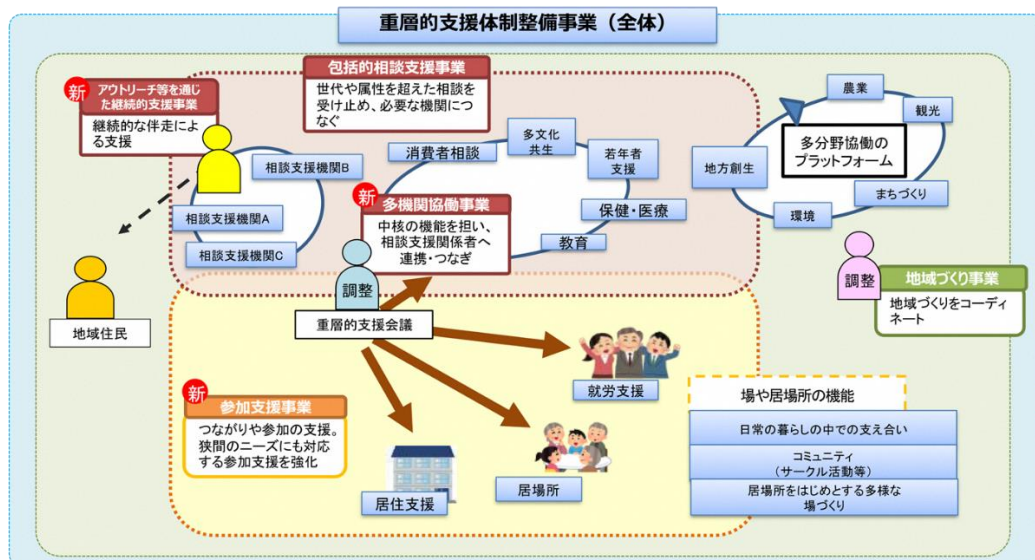 重層的支援体制整備事業（全体）
新
アウトリーチ等を通じ
た継続的支援事業
継続的な伴走によ
る支援
包括的相談支援事業
世代や属性を超えた相談を
受け止め、必要な機関につ
なぐ
相談支援機関B
相談支援機関A
相談支援機関C
消費者相談
多文化
共生
若年者
支援
保健・医療
教育
新
多機関協働事業
中核の機能を担い、
相談支援関係者へ
連携・つなぎ
農業
観光
多分野協働の
プラットフォーム
地方創生
まちづくり
環境
調整
地域づくり事業
地域づくりをコーディ
ネート
地域住民
調整
重層的支援会議
新
参加支援事業
つながりや参加の支援。
狭間のニーズにも対応
する参加支援を強化
就労支援
居場所
居住支援
場や居場所の機能
日常の暮らしの中での支え合い
コミュニティ
（サークル活動等）
居場所をはじめとする多様な
場づくり